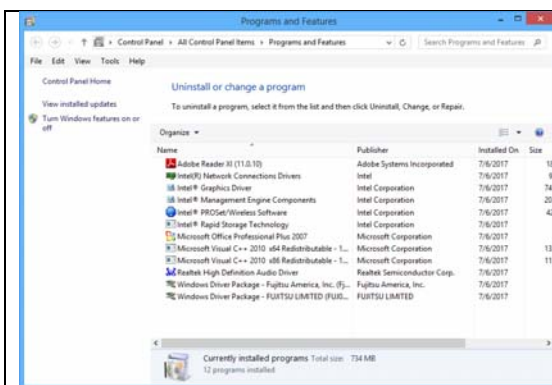 Programs and Features
Control Panel ▸ All Control Panel Items ▸ Programs and Features
Search Programs and Features
File Edit View Tools Help
Control Panel Home
View installed updates
Turn Windows features on or
off
Uninstall or change a program
To uninstall a program, select it from the list and then click Uninstall, Change, or Repair.
Organize
Name Publisher Installed On Size
Adobe Reader XI (11.0.10) Adobe Systems Incorporated 7/6/2017
Intel(R) Network Connections Drivers Intel 7/6/2017
Intel® Graphics Driver Intel Corporation 7/6/2017 74
Intel® Management Engine Components Intel Corporation 7/6/2017 20
Intel® PROSet/Wireless Software Intel Corporation 7/6/2017 42
Intel® Rapid Storage Technology Intel Corporation 7/6/2017
Microsoft Office Professional Plus 2007 Microsoft Corporation 7/6/2017
Microsoft Visual C++ 2010 x64 Redistributable - 1... Microsoft Corporation 7/6/2017 13
Microsoft Visual C++ 2010 x86 Redistributable - 1... Microsoft Corporation 7/6/2017 11
Realtek High Definition Audio Driver Realtek Semiconductor Corp. 7/6/2017
Windows Driver Package - Fujitsu America, Inc. (Fj... Fujitsu America, Inc. 7/6/2017
Windows Driver Package - FUJITSU LIMITED (FUJ0... FUJITSU LIMITED 7/6/2017
Currently installed programs Total size: 734 MB
12 programs installed